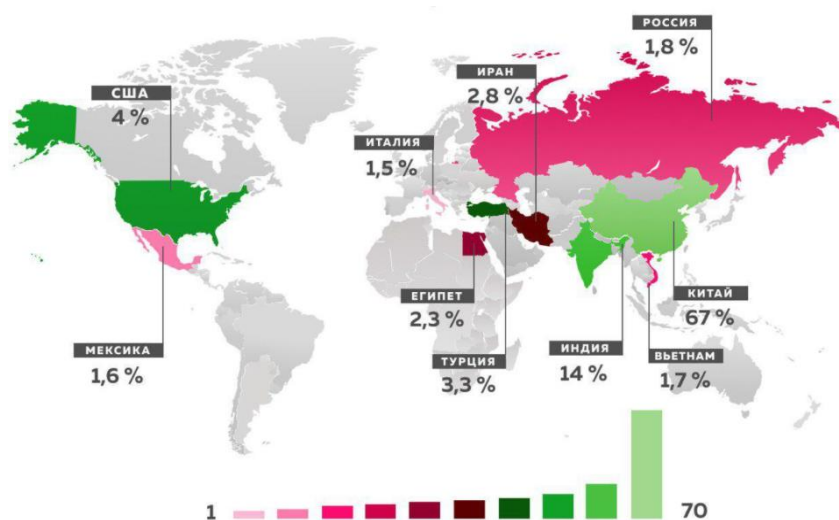 РОССИЯ
1,8 %
ИРАН
2,8 %
США
4 %
ИТАЛИЯ
1,5 %
ЕГИПЕТ
2,3 %
КИТАЙ
67 %
МЕКСИКА
1,6 %
ТУРЦИЯ
3,3 %
ИНДИЯ
14 %
ВЬЕТНАМ
1,7 %
1
70